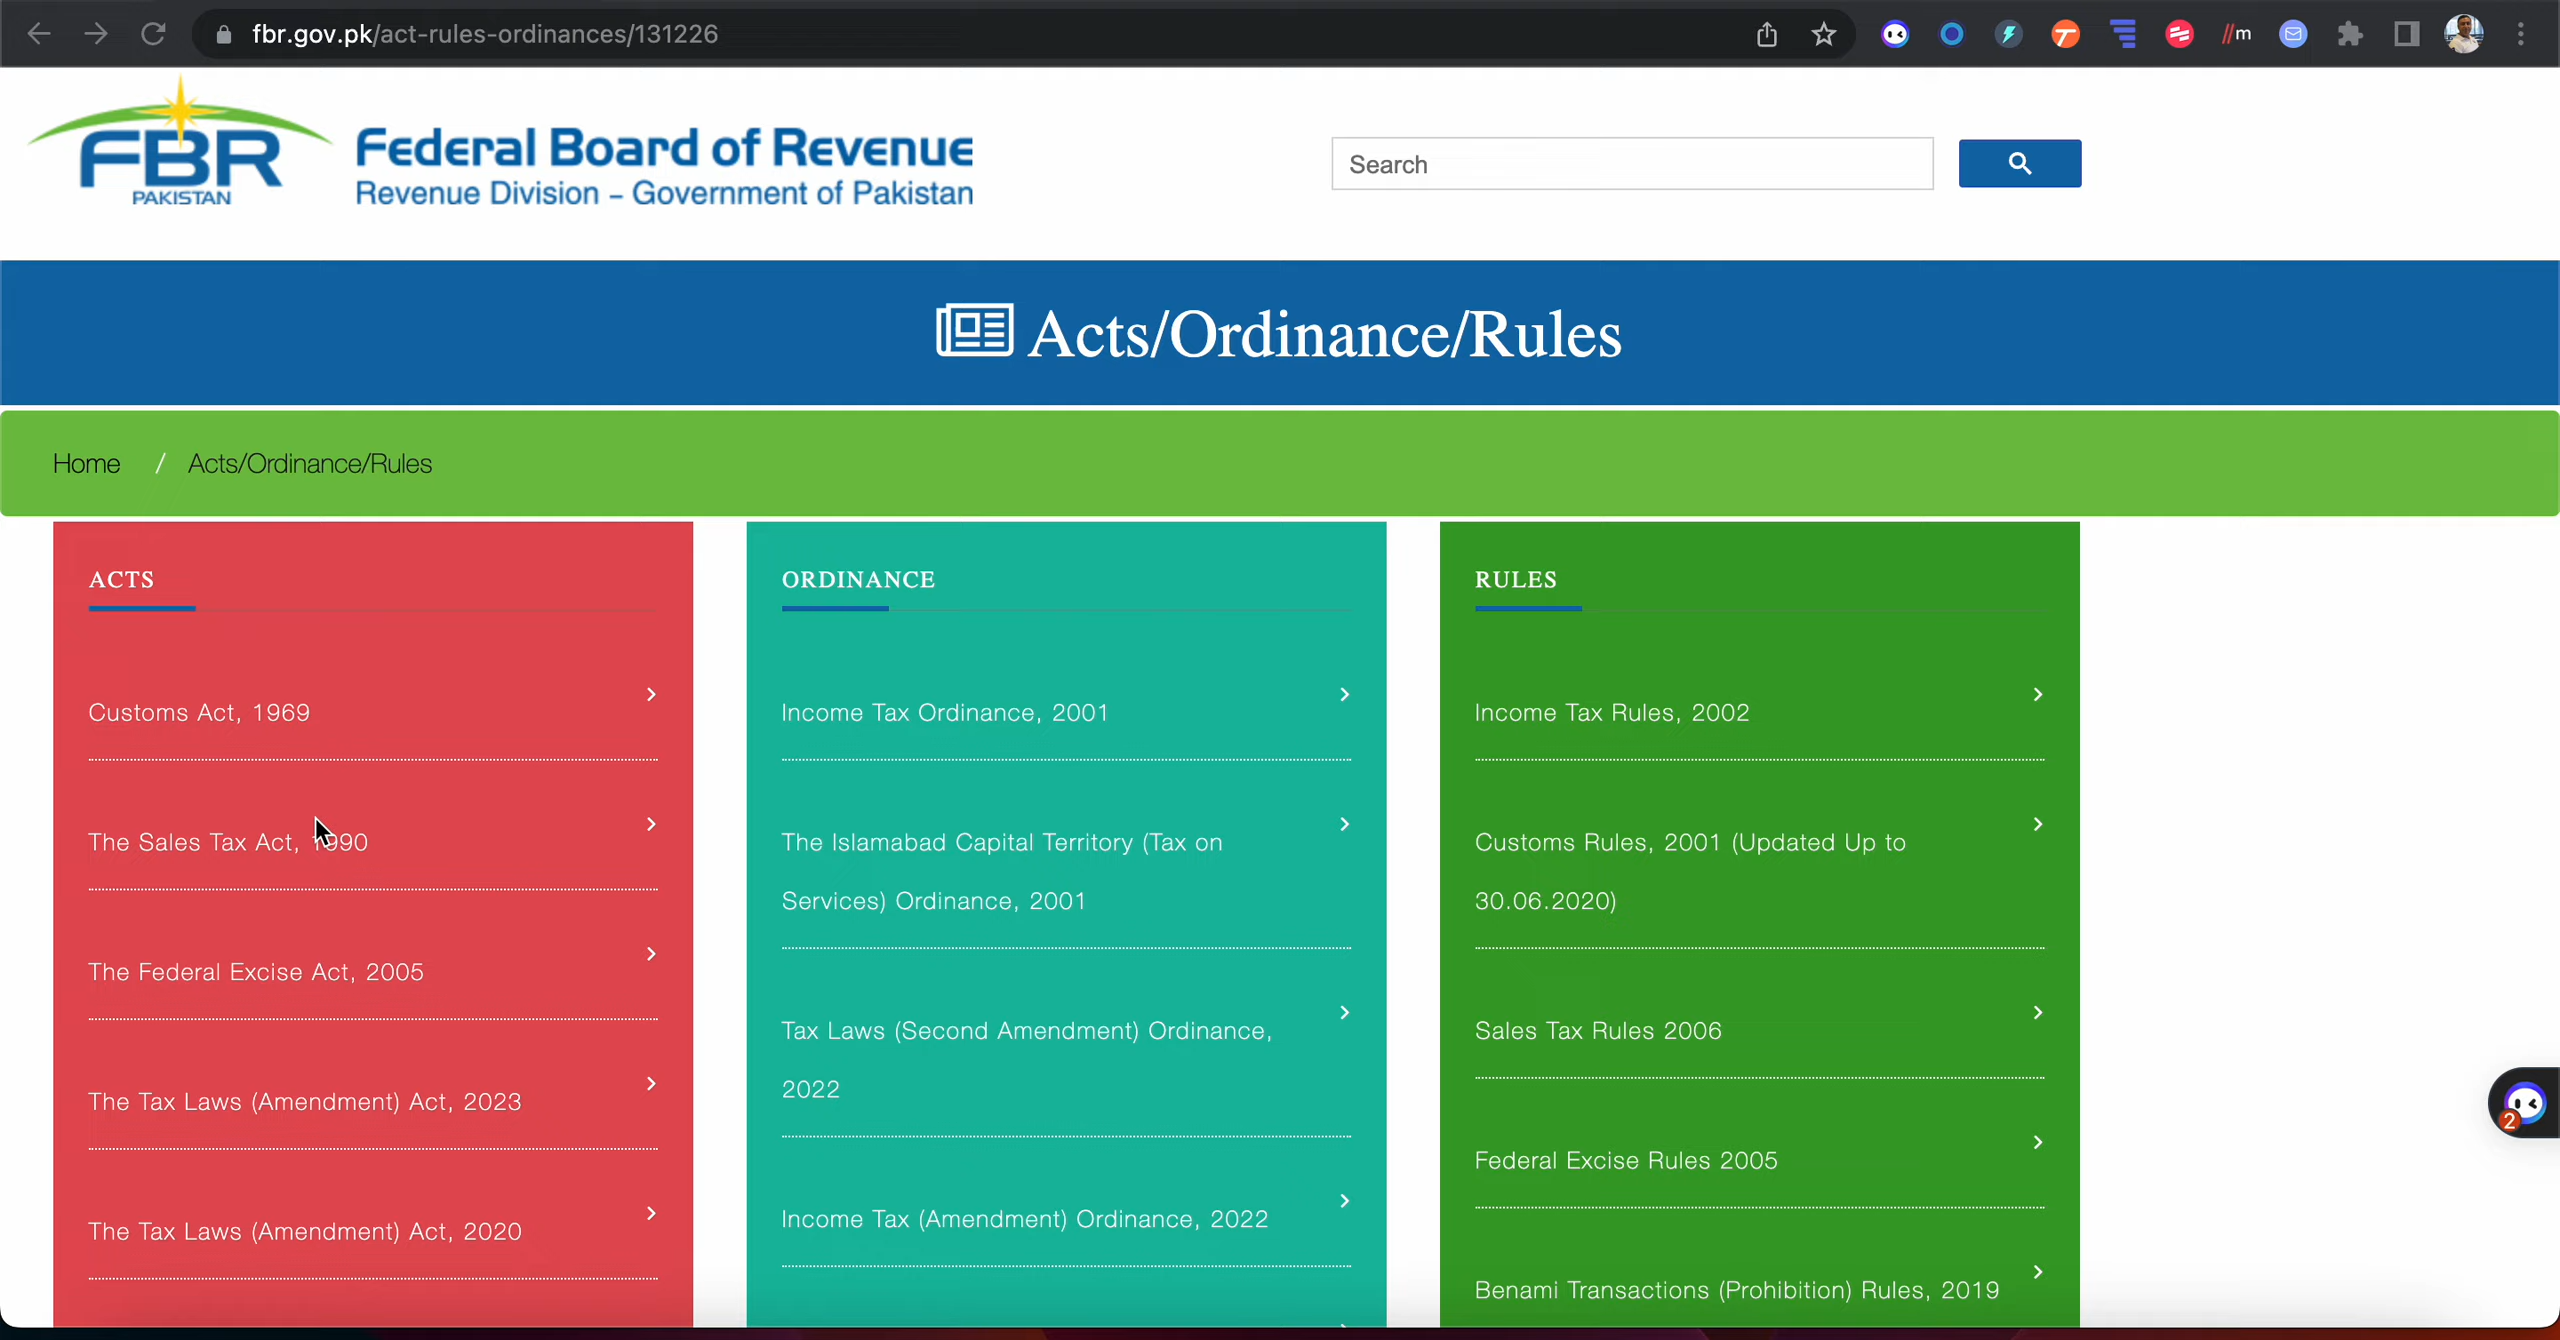 fbr.gov.pk/act-rules-ordinances/131226
//m
FBR
PAKISTAN
Federal Board of Revenue
Revenue Division – Government of Pakistan
Search
Acts/Ordinance/Rules
Home / Acts/Ordinance/Rules
ACTS
Customs Act, 1969
The Sales Tax Act, 1990
The Federal Excise Act, 2005
The Tax Laws (Amendment) Act, 2023
The Tax Laws (Amendment) Act, 2020
ORDINANCE
Income Tax Ordinance, 2001
The Islamabad Capital Territory (Tax on
Services) Ordinance, 2001
Tax Laws (Second Amendment) Ordinance,
2022
Income Tax (Amendment) Ordinance, 2022
RULES
Income Tax Rules, 2002
Customs Rules, 2001 (Updated Up to
30.06.2020)
Sales Tax Rules 2006
Federal Excise Rules 2005
Benami Transactions (Prohibition) Rules, 2019
2